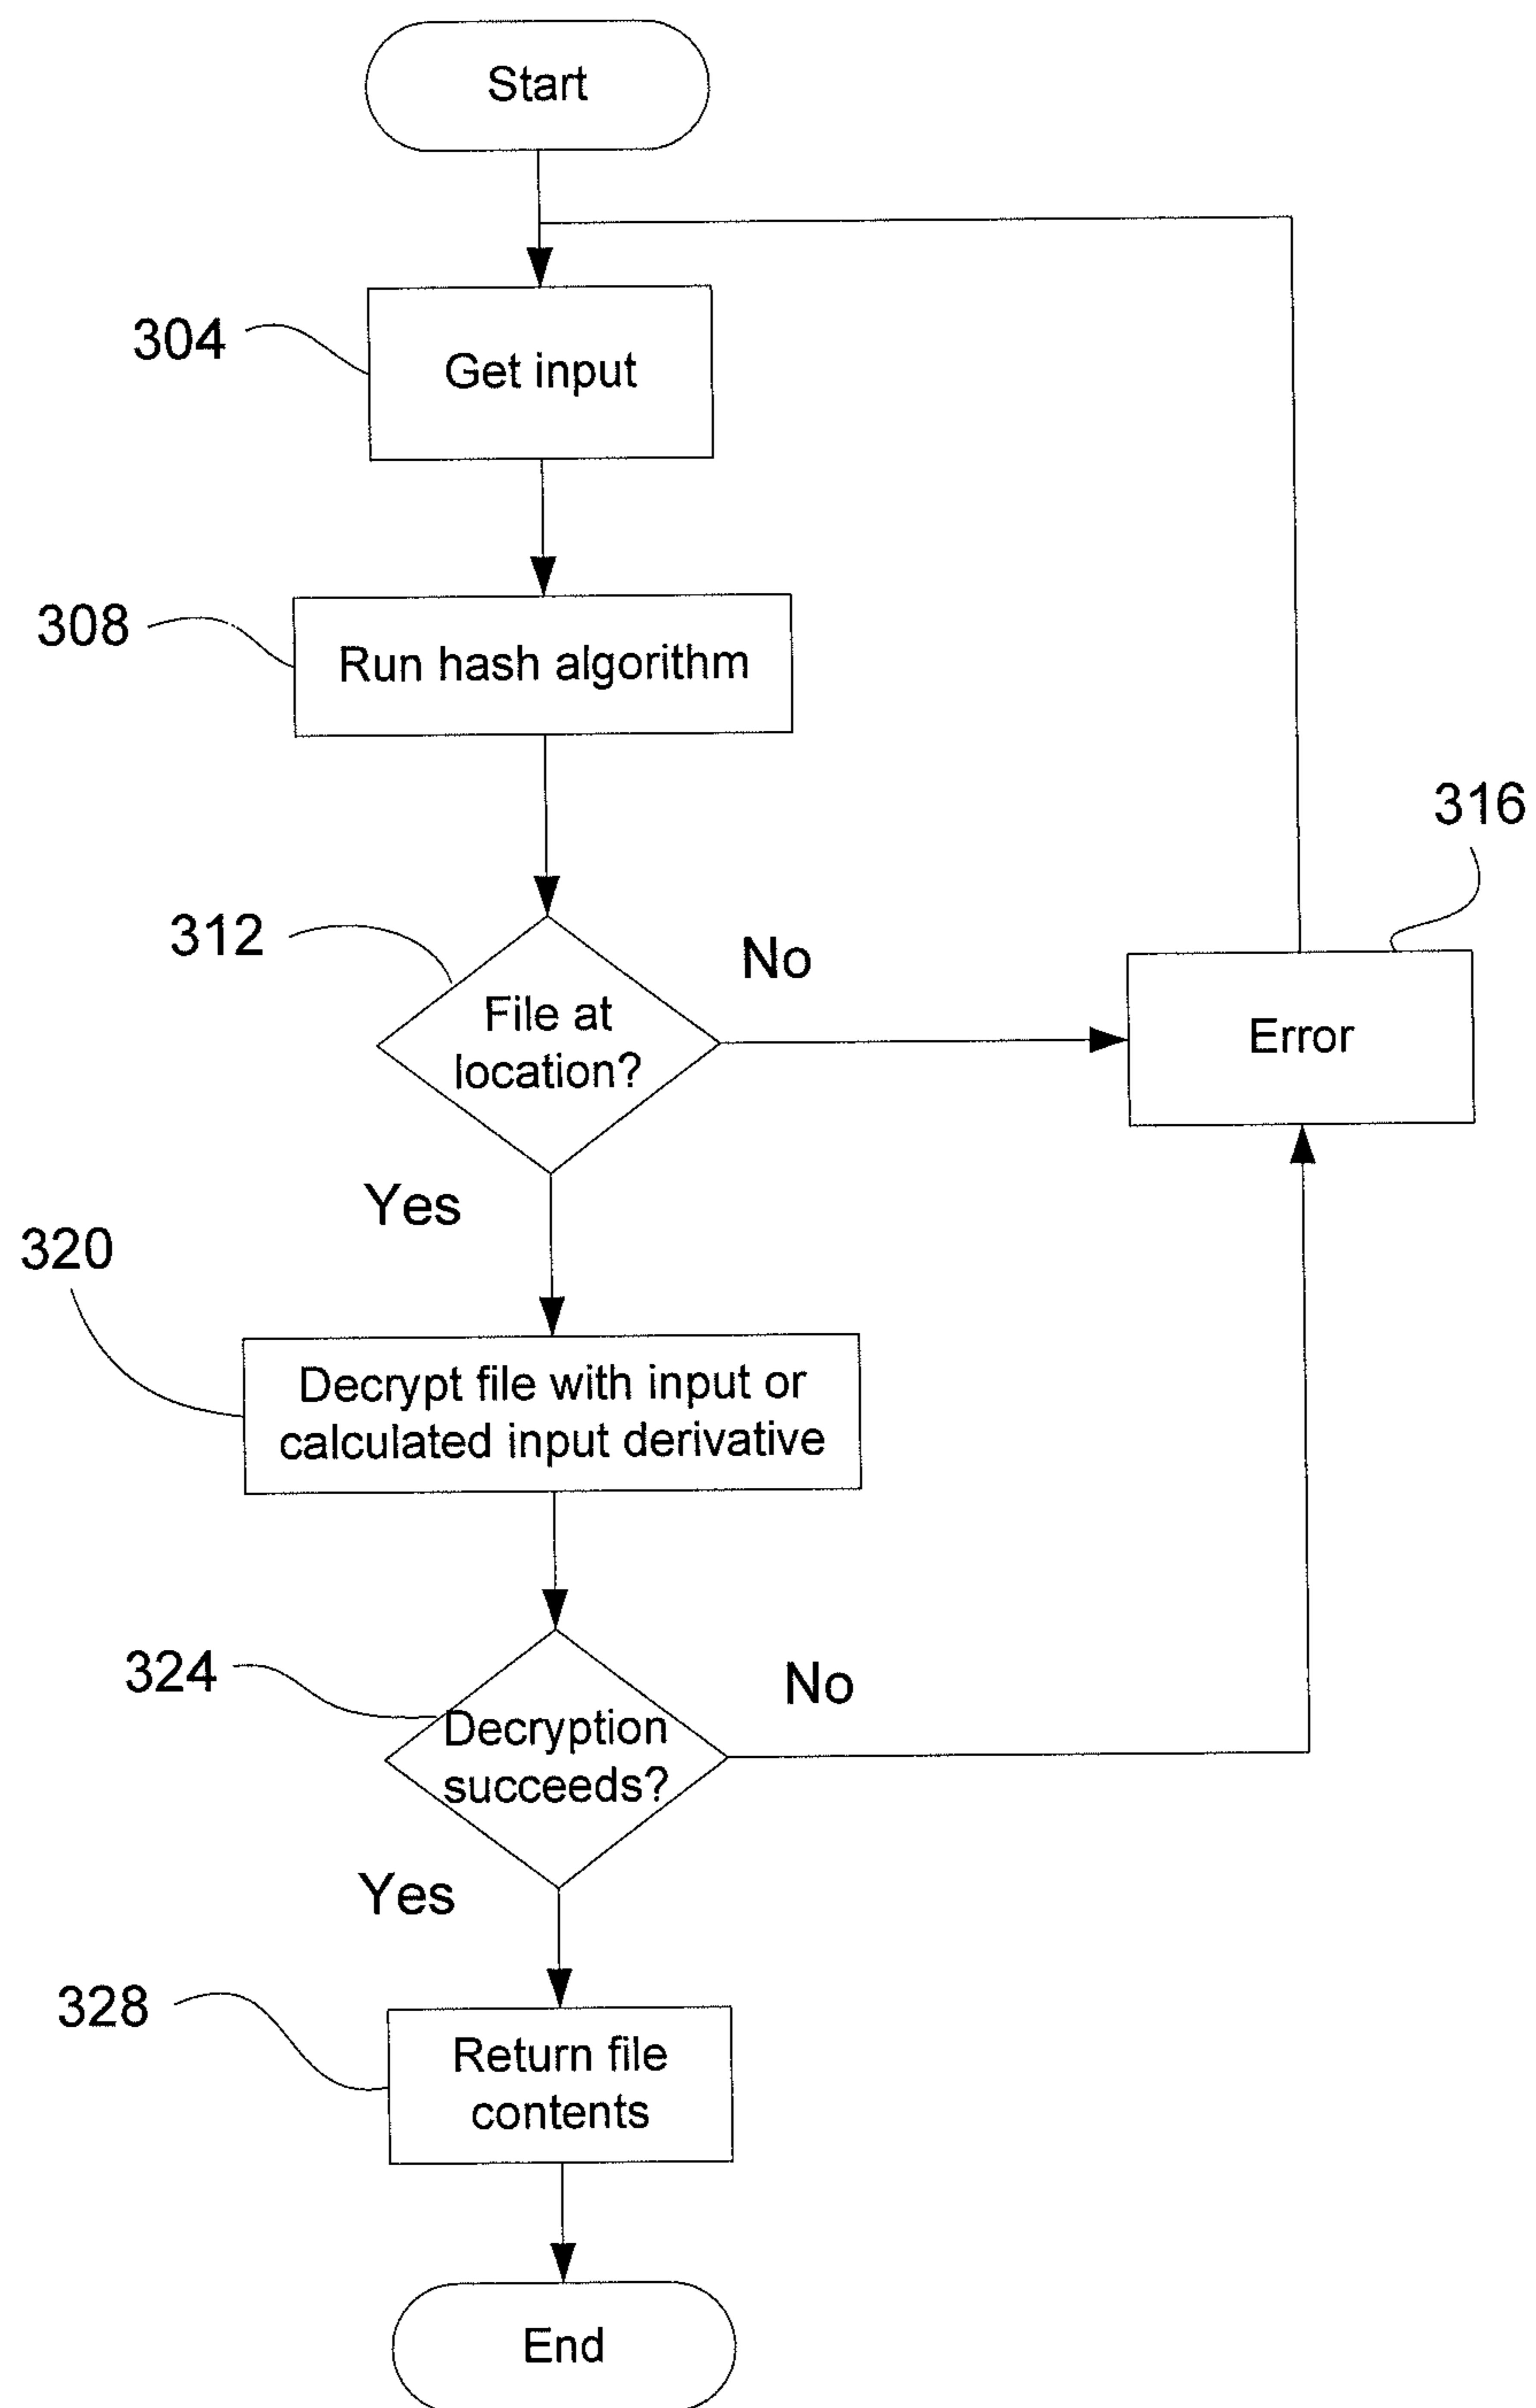 Start
304
Get input
308
Run hash algorithm
316
312
No
File at
location?
Error
Yes
320
Decrypt file with input or
calculated input derivative
324
No
Decryption
succeeds?
Yes
328
Return file
contents
End